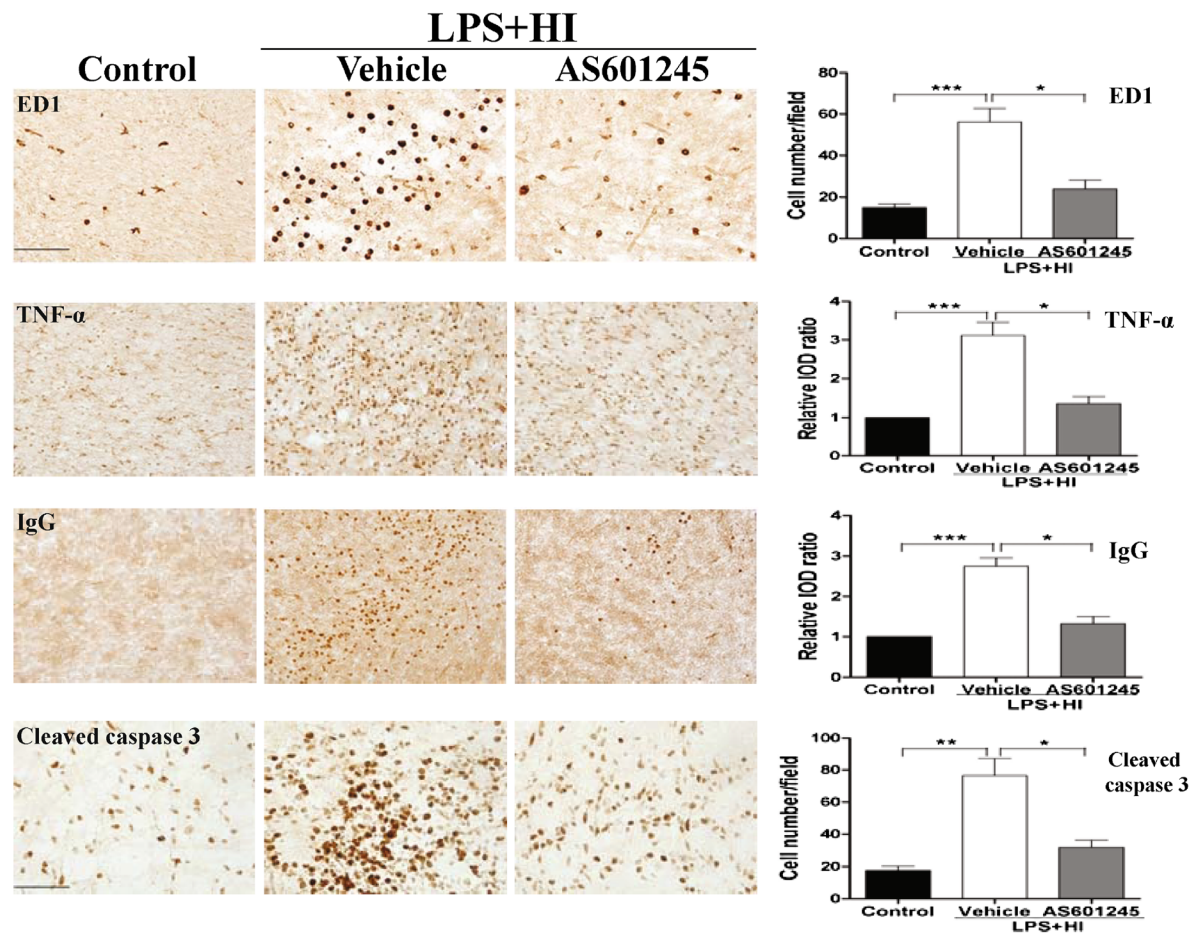 LPS+HI
Control Vehicle AS601245
ED1
80
60
40
20
0
Cell number/field
*** *
ED1
Control Vehicle AS601245
LPS+HI
TNF-α
4
3
2
1
0
Relative IOD ratio
*** *
TNF-α
Control Vehicle AS601245
LPS+HI
IgG
4
3
2
1
0
Relative IOD ratio
*** *
IgG
Control Vehicle AS601245
LPS+HI
Cleaved caspase 3
100
80
60
40
20
0
Cell number/field
** *
Cleaved
caspase 3
Control Vehicle AS601245
LPS+HI